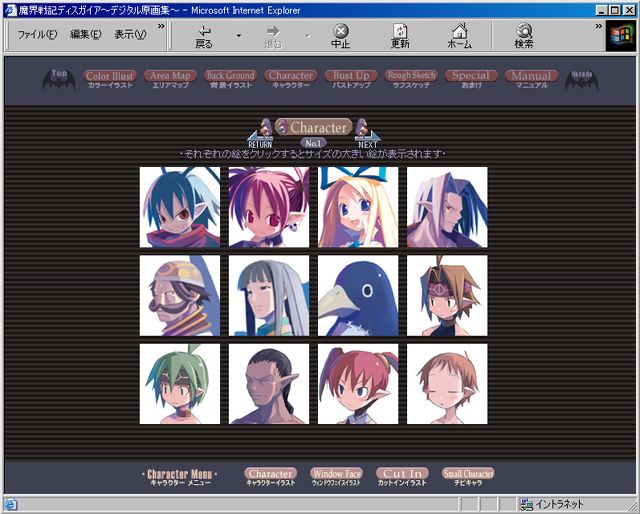 魔界戦記ディスガイア～デジタル原画集～ - Microsoft Internet Explorer
ファイル(F) 編集(E) 表示(V) »
戻る 進む 中止 更新 ホーム 検索 »
Top Color Illust Area Map Back Ground Character Bust Up Rough Sketch Special Manual Harada
カラーイラスト エリアマップ 背景イラスト キャラクター バストアップ ラフスケッチ おまけ マニュアル
Character
RETURN No.1 NEXT
・それぞれの絵をクリックするとサイズの大きい絵が表示されます・
・Character Menu・ Character Window Face Cut In Small Character
キャラクター メニュー キャラクターイラスト ウィンドウフェイスイラスト カットインイラスト チビキャラ
イントラネット